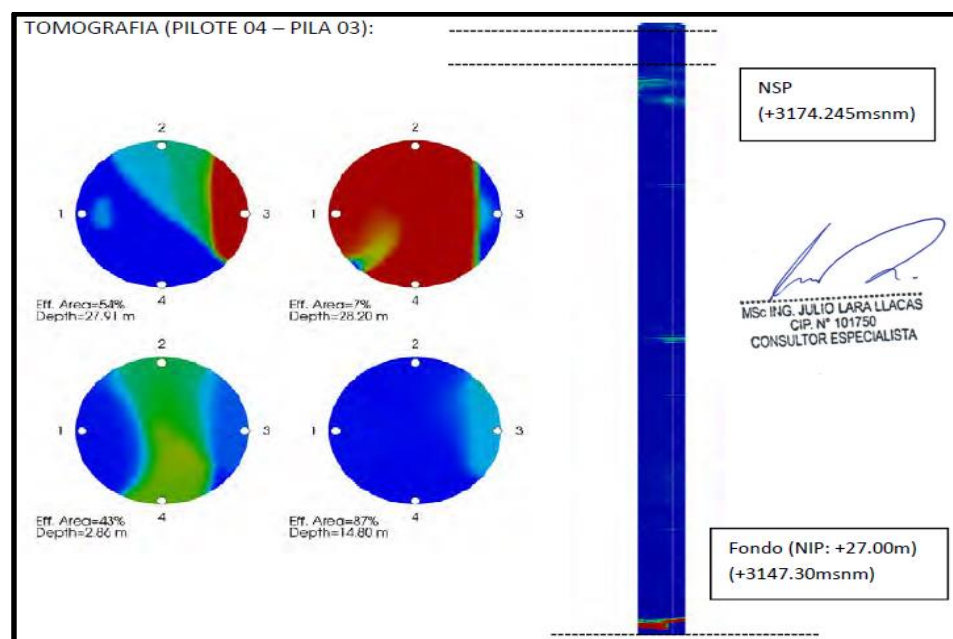 TOMOGRAFIA (PILOTE 04 – PILA 03):
NSP
(+3174.245msnm)
2
1
3
4
Eff. Area=54%
Depth=27.91 m
2
1
3
4
Eff. Area=7%
Depth=28.20 m
2
1
3
4
Eff. Area=43%
Depth=2.86 m
2
1
3
4
Eff. Area=87%
Depth=14.80 m
MSc ING. JULIO LARA LLACAS
CIP. N° 101750
CONSULTOR ESPECIALISTA
Fondo (NIP: +27.00m)
(+3147.30msnm)